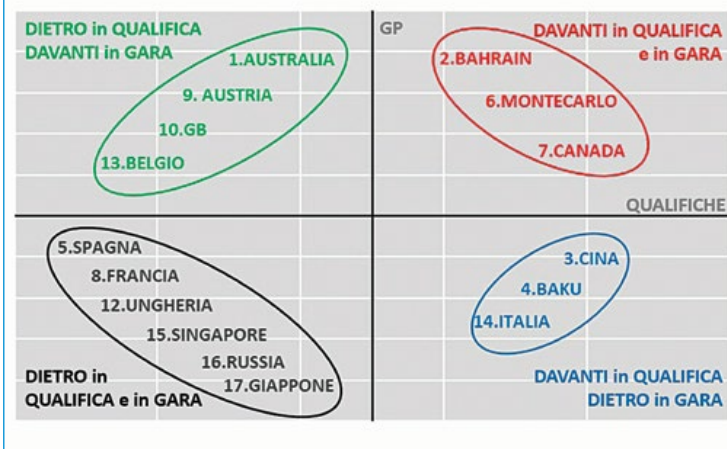 DIETRO in QUALIFICA
DAVANTI in GARA
1.AUSTRALIA
9. AUSTRIA
10.GB
13.BELGIO
GP
DAVANTI in QUALIFICA
e in GARA
2.BAHRAIN
6.MONTECARLO
7.CANADA
QUALIFICHE
5.SPAGNA
8.FRANCIA
12.UNGHERIA
15.SINGAPORE
16.RUSSIA
17.GIAPPONE
DIETRO in
QUALIFICA e in GARA
3.CINA
4.BAKU
14.ITALIA
DAVANTI in QUALIFICA
DIETRO in GARA